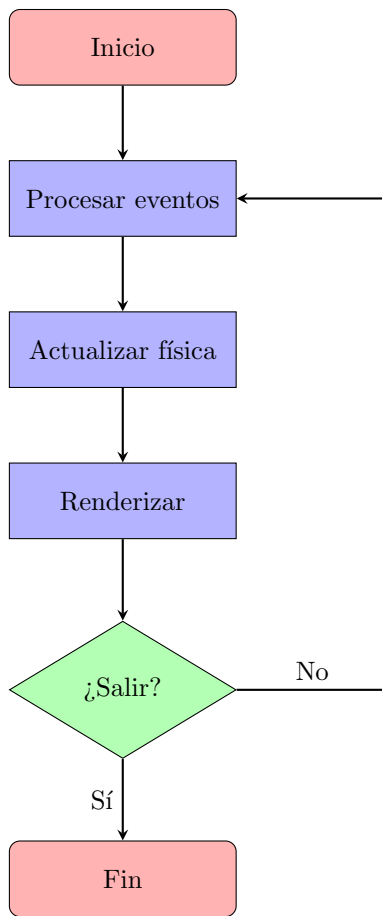 Inicio
Procesar eventos
Actualizar física
Renderizar
¿Salir?
No
Sí
Fin